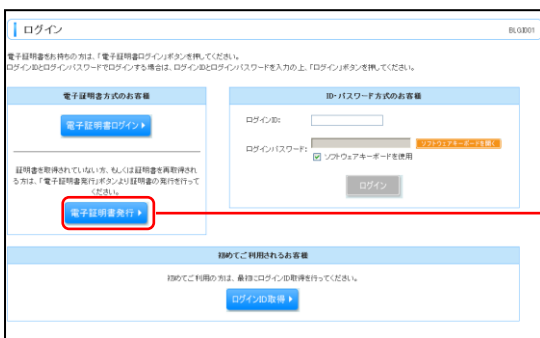 ログイン
BLGI001
電子証明書をお持ちの方は、「電子証明書ログイン」ボタンを押してください。
ログインIDとログインパスワードでログインする場合は、ログインIDとログインパスワードを入力の上、「ログイン」ボタンを押してください。
電子証明書方式のお客様
電子証明書ログイン
証明書を取得されていない方、もしくは証明書を再取得され
る方は、「電子証明書発行」ボタンより証明書の発行を行って
ください。
電子証明書発行
ID・パスワード方式のお客様
ログインID:
ログインパスワード:
ソフトウェアキーボードを開く
ソフトウェアキーボードを使用
ログイン
初めてご利用されるお客様
初めてご利用の方は、最初にログインID取得を行ってください。
ログインID取得